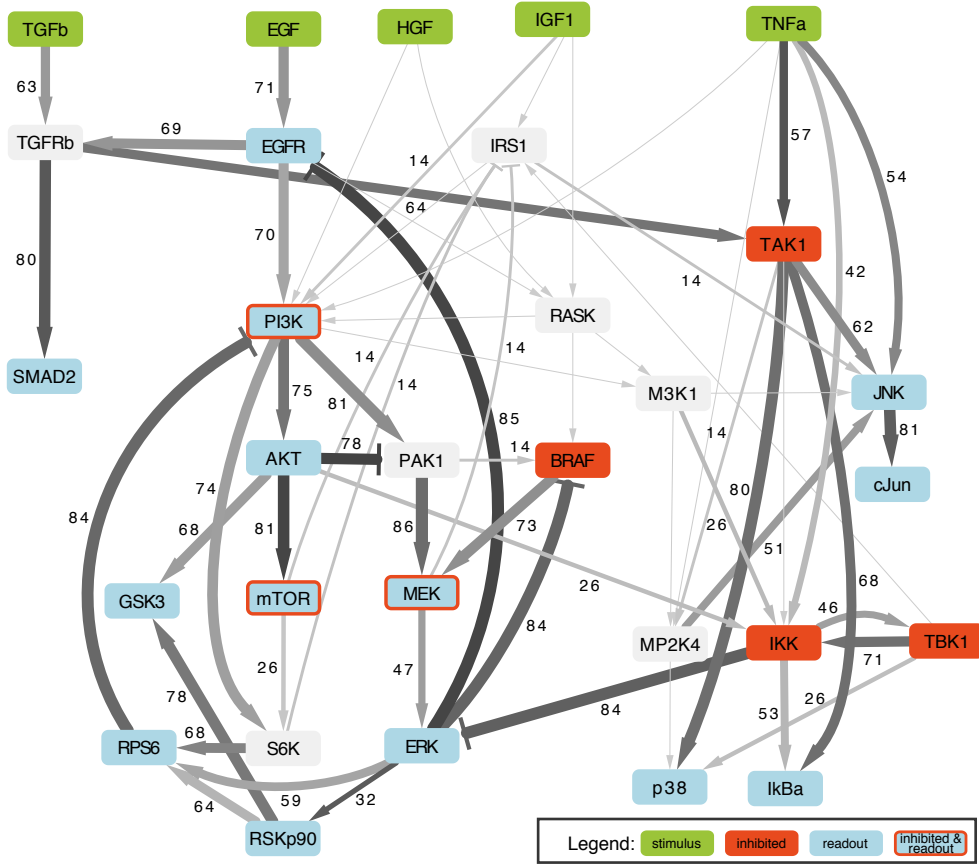 TGFb EGF HGF IGF1 TNFa
63 71
TGFRb 69 EGFR IRS1 57
14 54
64
80 70 TAK1 42
14
PI3K RASK 62
SMAD2 75 14 14 M3K1 JNK
81 14
85 81
AKT 78 PAK1 14 BRAF
74 cJun
84 68 81 86 73 80 26 51
GSK3 mTOR MEK 26 68
46
84 MP2K4 IKK TBK1
71
78 26 47 26
84 53
RPS6 68 S6K ERK
p38 IkBa
64 59 32
RSKp90
Legend: stimulus inhibited readout inhibited &
readout